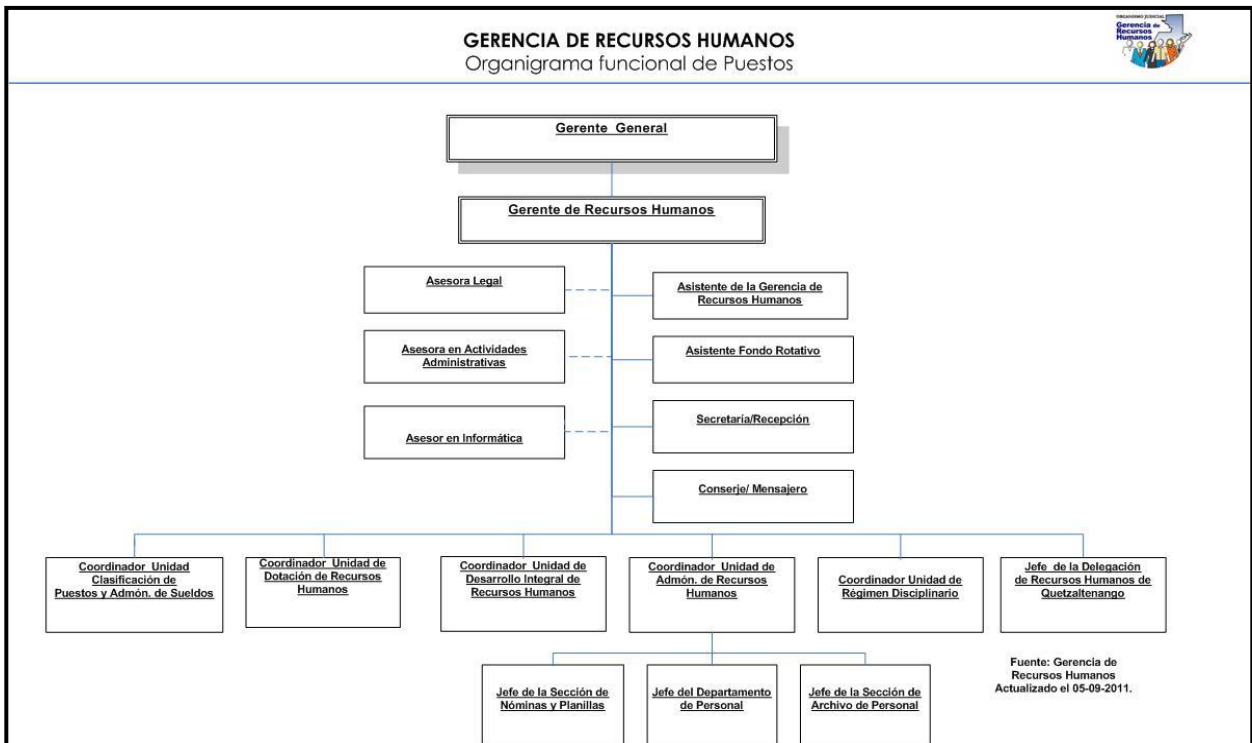 GERENCIA DE RECURSOS HUMANOS
Organigrama funcional de Puestos
ORGANISMO JUDICIAL
Gerencia de
Recursos
Humanos
Gerente General
Gerente de Recursos Humanos
Asesora Legal
Asistente de la Gerencia de
Recursos Humanos
Asesora en Actividades
Administrativas
Asistente Fondo Rotativo
Asesor en Informática
Secretaría/Recepción
Conserje/ Mensajero
Coordinador Unidad
Clasificación de
Puestos y Admón. de Sueldos
Coordinador Unidad de
Dotación de Recursos
Humanos
Coordinador Unidad de
Desarrollo Integral de
Recursos Humanos
Coordinador Unidad de
Admón. de Recursos
Humanos
Coordinador Unidad de
Régimen Disciplinario
Jefe de la Delegación
de Recursos Humanos de
Quetzaltenango
Jefe de la Sección de
Nóminas y Planillas
Jefe del Departamento
de Personal
Jefe de la Sección de
Archivo de Personal
Fuente: Gerencia de
Recursos Humanos
Actualizado el 05-09-2011.